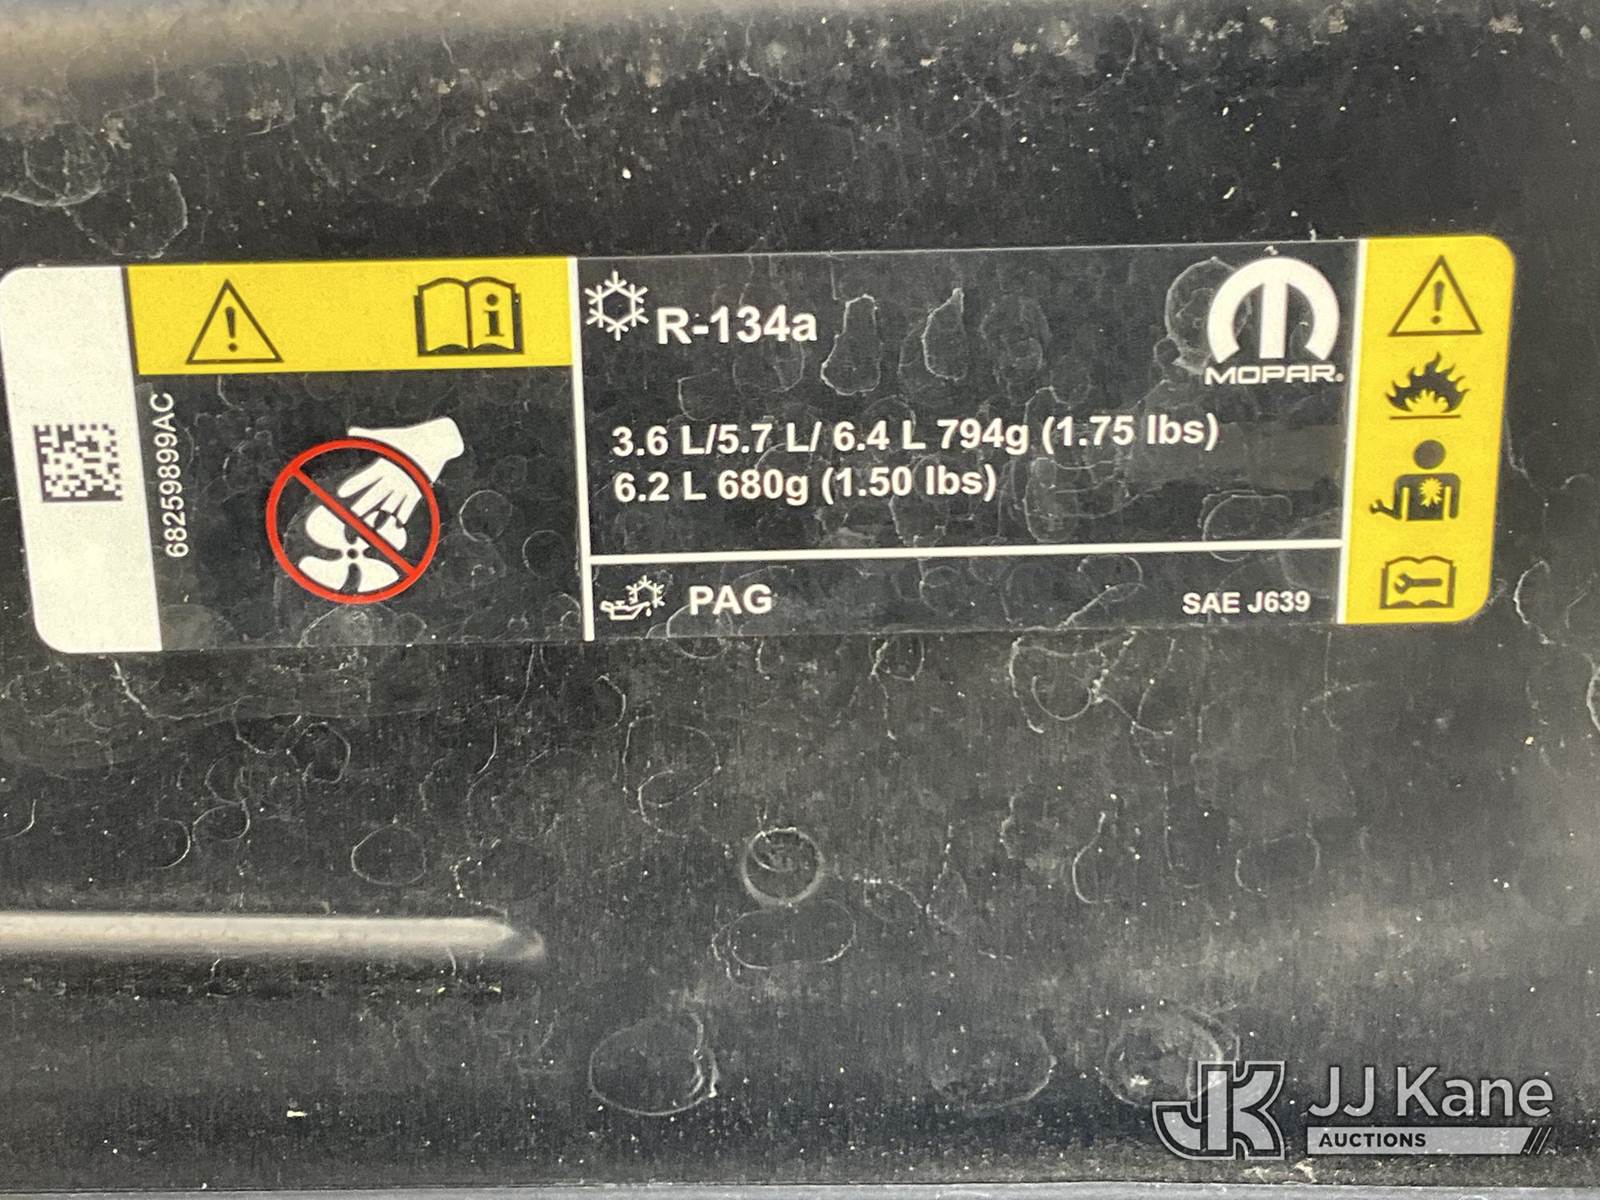 68259899AC
R-134a
MOPAR®
3.6 L/5.7 L/ 6.4 L 794g (1.75 lbs)
6.2 L 680g (1.50 lbs)
PAG
SAE J639
JJ Kane
AUCTIONS